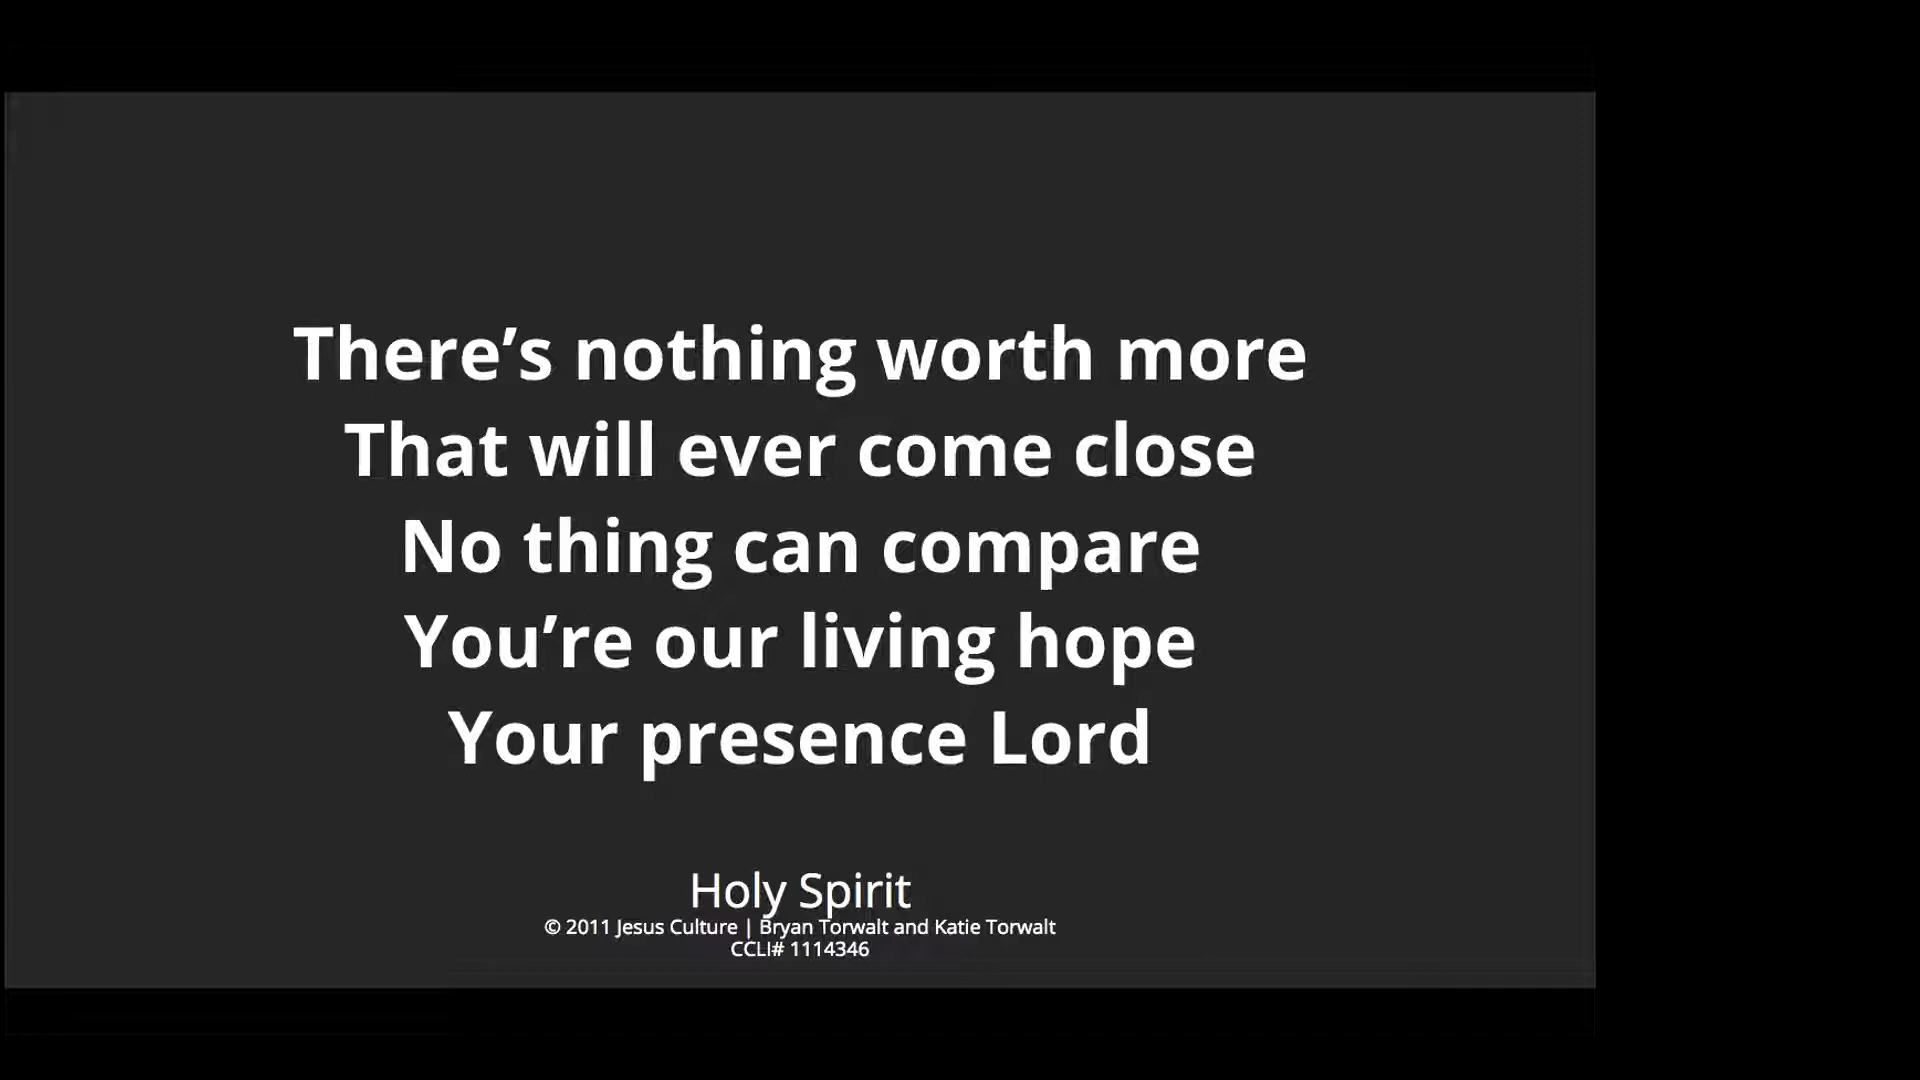 There’s nothing worth more
That will ever come close
No thing can compare
You’re our living hope
Your presence Lord
Holy Spirit
© 2011 Jesus Culture | Bryan Torwalt and Katie Torwalt
CCLI# 1114346